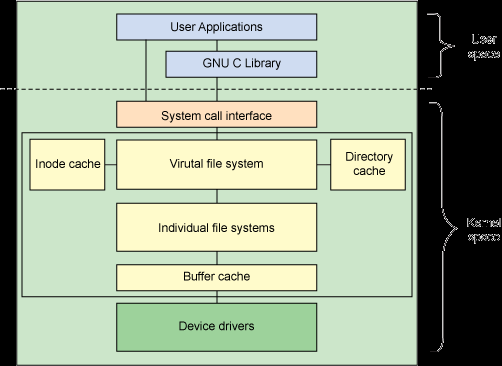 User Applications
User
space
GNU C Library
System call interface
Inode cache
Virutal file system
Directory
cache
Individual file systems
Kernel
space
Buffer cache
Device drivers